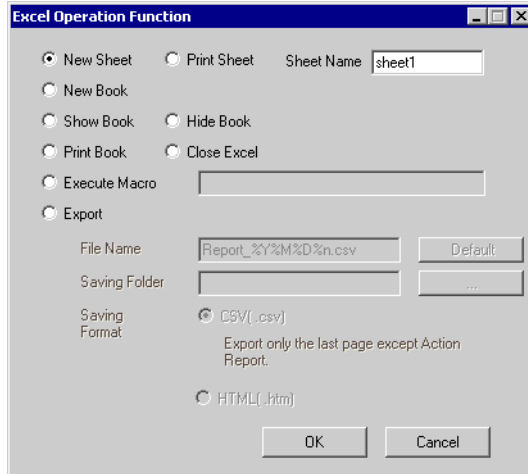 Excel Operation Function
New Sheet Print Sheet Sheet Name sheet1
New Book
Show Book Hide Book
Print Book Close Excel
Execute Macro
Export
File Name Report_%Y%M%D%n.csv Default
Saving Folder ...
Saving
Format
CSV( .csv)
Export only the last page except Action
Report.
HTML( .htm)
OK Cancel